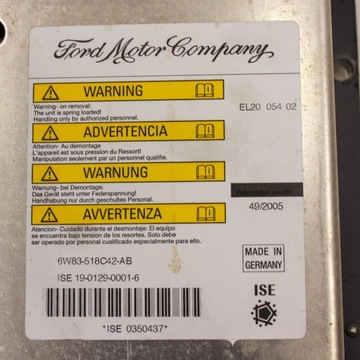 Ford Motor Company
WARNING
Warning- on removal:
The unit is spring loaded!
Handling only by authorized personnel.
EL20 054 02
ADVERTENCIA
Attention- Au demontage
L'appareil est sous pression du Ressort!
Manipulation seulement par un personnel qualifie.
WARNUNG
Warnung- bei Demontage:
Das Gerät steht unter Federspannung!
Handhabung nur durch geschultes Personal.
Fabrication month
49/2005
AVVERTENZA
Atencion- Cuidado durante el desmontaje: El equipo
se encuentra bajo tension de los resortes. Solo debe
ser operado por personal cualificado especialmente para ello.
6W83-518C42-AB
ISE 19-0129-0001-6
MADE IN
GERMANY
ISE
*ISE 0350437*